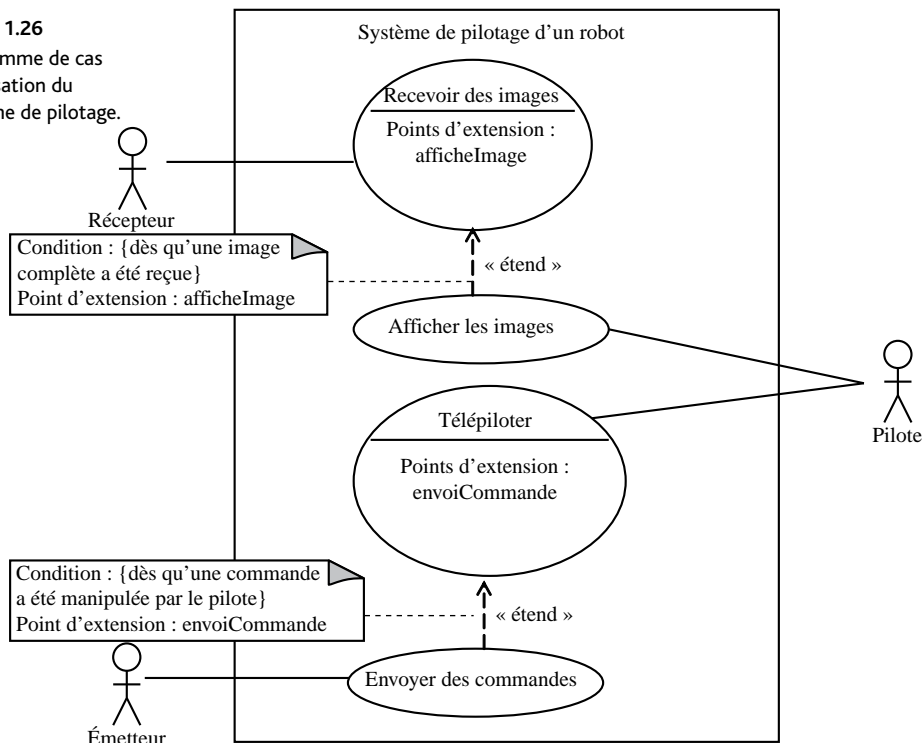 1.26
mme de cas
sation du
ne de pilotage.
Système de pilotage d'un robot
Recevoir des images
Points d'extension :
afficheImage
Récepteur
Condition : {dès qu'une image
complète a été reçue}
Point d'extension : afficheImage
« étend »
Afficher les images
Pilote
Télépiloter
Points d'extension :
envoiCommande
Condition : {dès qu'une commande
a été manipulée par le pilote}
Point d'extension : envoiCommande
« étend »
Envoyer des commandes
Émetteur